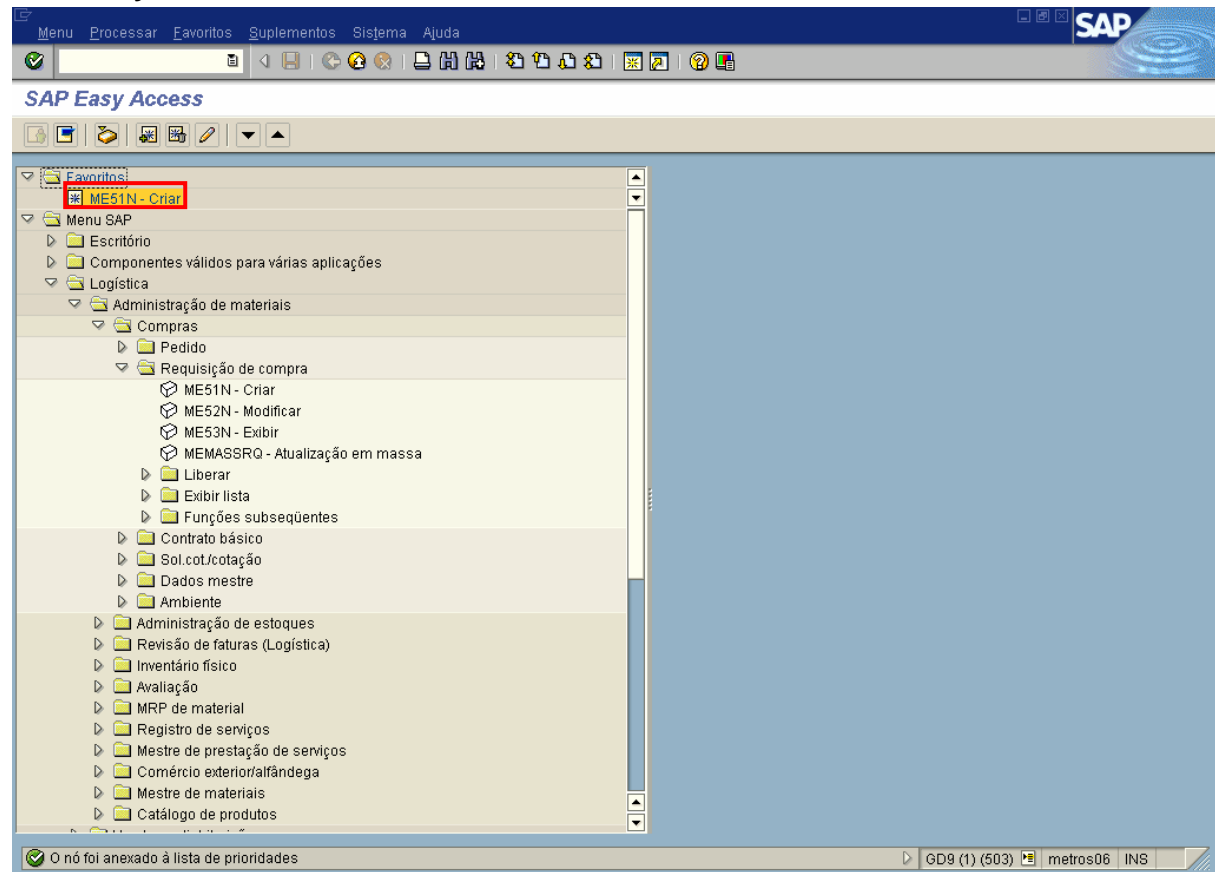 Menu Processar Favoritos Suplementos Sistema Ajuda
SAP
SAP Easy Access
Favoritos
ME51N - Criar
Menu SAP
Escritório
Componentes válidos para várias aplicações
Logística
Administração de materiais
Compras
Pedido
Requisição de compra
ME51N - Criar
ME52N - Modificar
ME53N - Exibir
MEMASSRQ - Atualização em massa
Liberar
Exibir lista
Funções subseqüentes
Contrato básico
Sol.cot./cotação
Dados mestre
Ambiente
Administração de estoques
Revisão de faturas (Logística)
Inventário físico
Avaliação
MRP de material
Registro de serviços
Mestre de prestação de serviços
Comércio exterior/alfândega
Mestre de materiais
Catálogo de produtos
O nó foi anexado à lista de prioridades GD9 (1) (503) metros06 INS